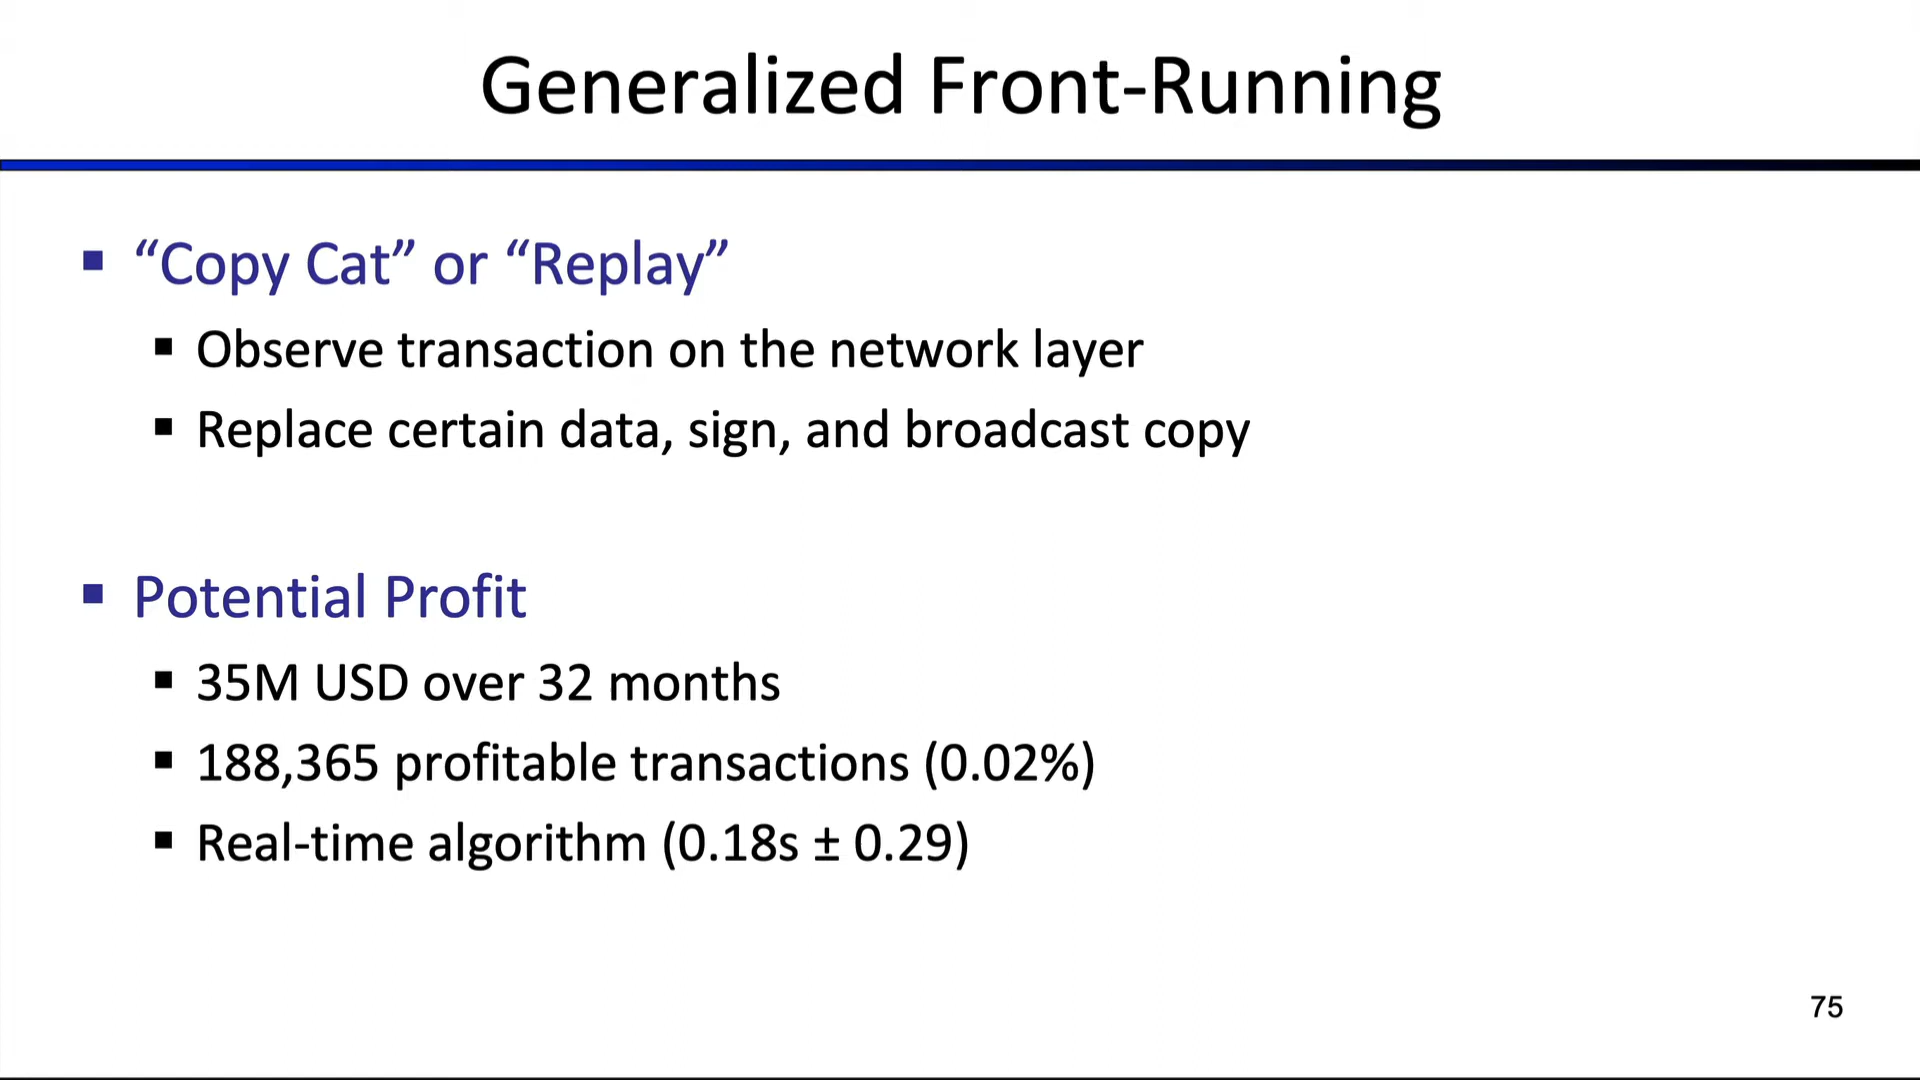 Generalized Front-Running
▪ “Copy Cat” or “Replay”
▪ Observe transaction on the network layer
▪ Replace certain data, sign, and broadcast copy
▪ Potential Profit
▪ 35M USD over 32 months
▪ 188,365 profitable transactions (0.02%)
▪ Real-time algorithm (0.18s ± 0.29)
75